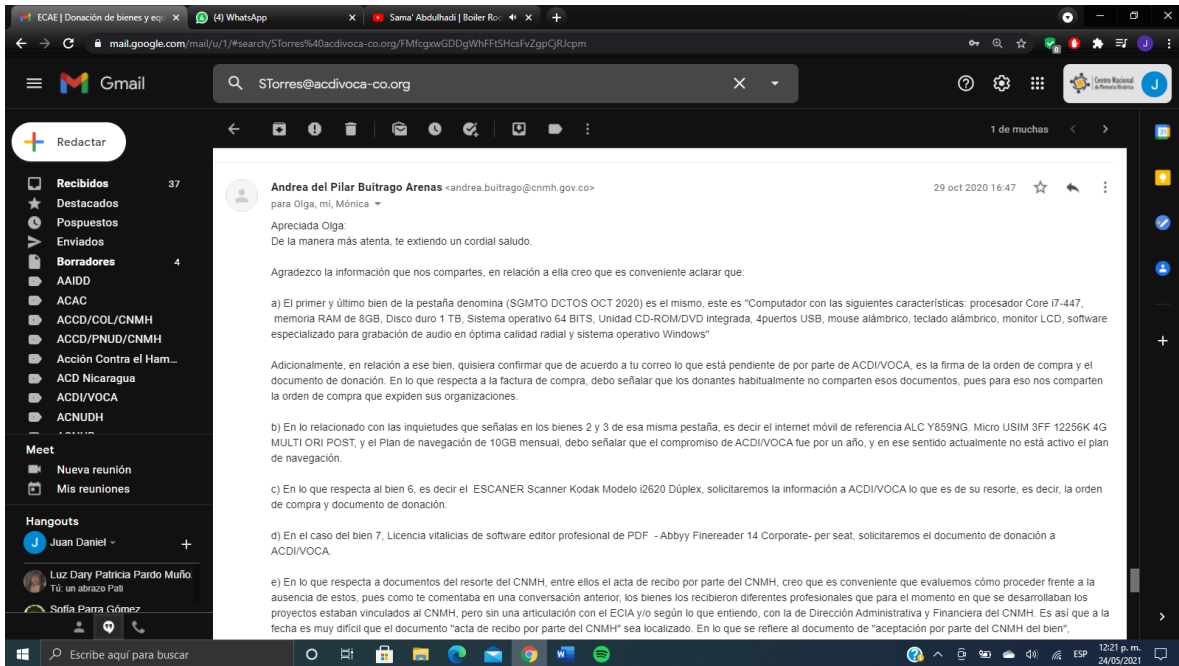 ECAE | Donación de bienes y equ
(4) WhatsApp
Sama' Abdulhadi | Boiler Roo
mail.google.com/mail/u/1/#search/STorres%40acdivoca-co.org/FMfcgxwGDDgWhFFtSHcsFvZgpCjRJcpm
J
Gmail
STorres@acdivoca-co.org
Centro Nacional
de Memoria Histórica
J
Redactar
1 de muchas
31
Recibidos 37
Destacados
Pospuestos
Enviados
Borradores 4
AAIDD
ACAC
ACCD/COL/CNMH
ACCD/PNUD/CNMH
Acción Contra el Ham...
ACD Nicaragua
ACDI/VOCA
ACNUDH
Meet
Nueva reunión
Mis reuniones
Hangouts
J Juan Daniel
Luz Dary Patricia Pardo Muño:
Tú: un abrazo Pati
Sofía Parra Gómez
Andrea del Pilar Buitrago Arenas <andrea.buitrago@cnmh.gov.co>
29 oct 2020 16:47
para Olga, mí, Mónica
Apreciada Olga:
De la manera más atenta, te extiendo un cordial saludo.
Agradezco la información que nos compartes, en relación a ella creo que es conveniente aclarar que:
a) El primer y último bien de la pestaña denomina (SGMTO DCTOS OCT 2020) es el mismo, este es "Computador con las siguientes características: procesador Core i7-447,
memoria RAM de 8GB, Disco duro 1 TB, Sistema operativo 64 BITS, Unidad CD-ROM/DVD integrada, 4puertos USB, mouse alámbrico, teclado alámbrico, monitor LCD, software
especializado para grabación de audio en óptima calidad radial y sistema operativo Windows"
Adicionalmente, en relación a ese bien, quisiera confirmar que de acuerdo a tu correo lo que está pendiente de por parte de ACDI/VOCA, es la firma de la orden de compra y el
documento de donación. En lo que respecta a la factura de compra, debo señalar que los donantes habitualmente no comparten esos documentos, pues para eso nos comparten
la orden de compra que expiden sus organizaciones.
b) En lo relacionado con las inquietudes que señalas en los bienes 2 y 3 de esa misma pestaña, es decir el internet móvil de referencia ALC Y859NG. Micro USIM 3FF 12256K 4G
MULTI ORI POST, y el Plan de navegación de 10GB mensual, debo señalar que el compromiso de ACDI/VOCA fue por un año, y en ese sentido actualmente no está activo el plan
de navegación.
c) En lo que respecta al bien 6, es decir el ESCANER Scanner Kodak Modelo i2620 Dúplex, solicitaremos la información a ACDI/VOCA lo que es de su resorte, es decir, la orden
de compra y documento de donación.
d) En el caso del bien 7, Licencia vitalicias de software editor profesional de PDF - Abbyy Finereader 14 Corporate- per seat, solicitaremos el documento de donación a
ACDI/VOCA.
e) En lo que respecta a documentos del resorte del CNMH, entre ellos el acta de recibo por parte del CNMH, creo que es conveniente que evaluemos cómo proceder frente a la
ausencia de estos, pues como te comentaba en una conversación anterior, los bienes los recibieron diferentes profesionales que para el momento en que se desarrollaban los
proyectos estaban vinculados al CNMH, pero sin una articulación con el ECIA y/o según lo que entiendo, con la de Dirección Administrativa y Financiera del CNMH. Es así que a la
fecha es muy difícil que el documento "acta de recibo por parte del CNMH" sea localizado. En lo que se refiere al documento de "aceptación por parte del CNMH del bien",
Escribe aquí para buscar
ESP
12:21 p. m.
24/05/2021